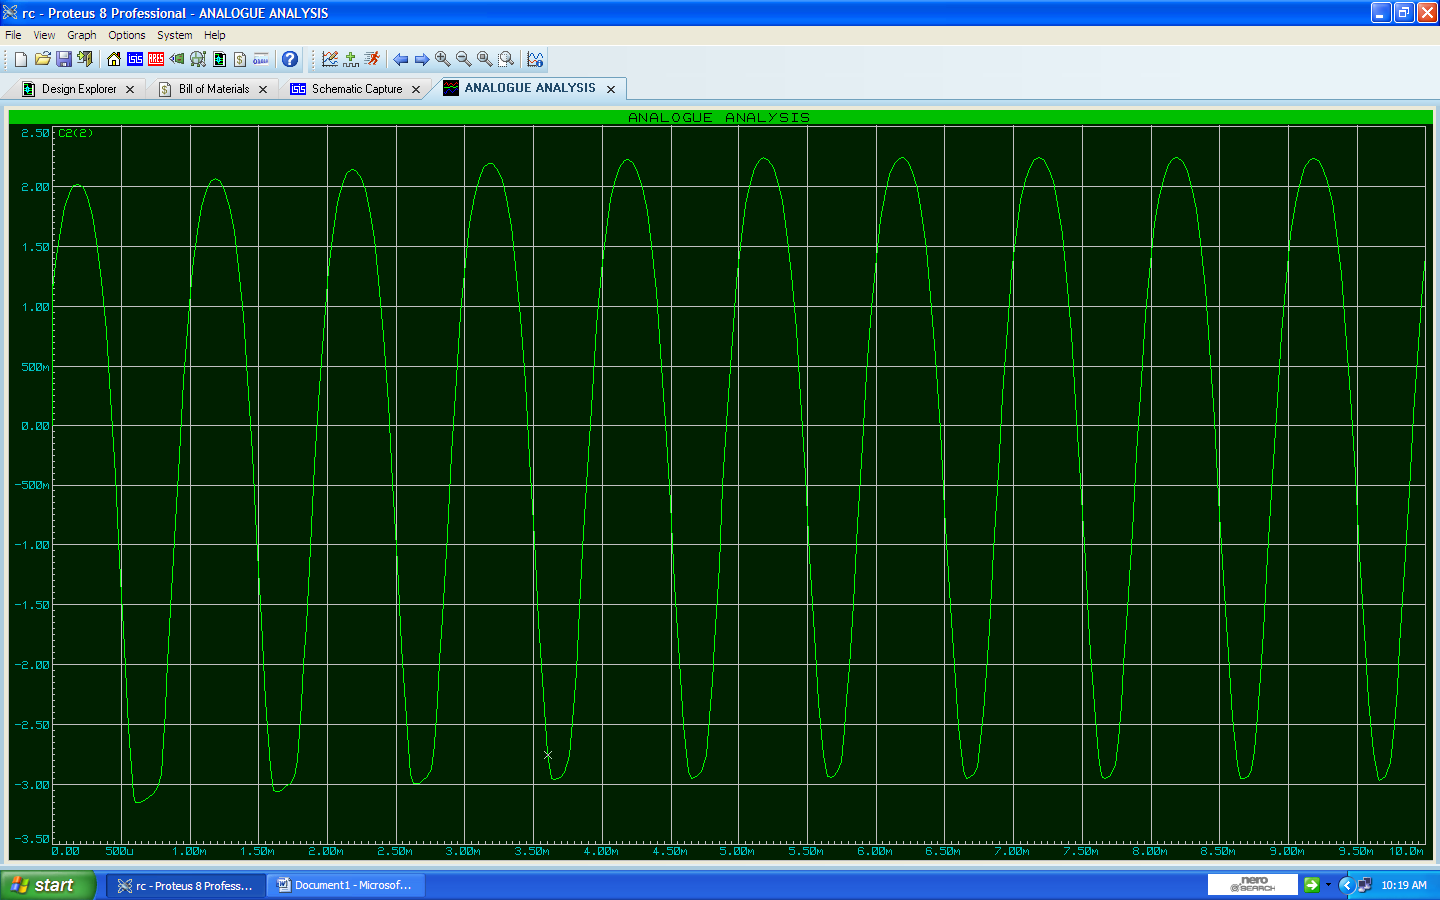 rc - Proteus 8 Professional - ANALOGUE ANALYSIS
File View Graph Options System Help
ISIS ARES $ ?
Design Explorer $ Bill of Materials ISIS Schematic Capture ANALOGUE ANALYSIS
ANALOGUE ANALYSIS
2.50 C2(2)
2.00
1.50
1.00
500m
0.00
-500m
-1.00
-1.50
-2.00
-2.50
-3.00
-3.50
0.00 500u 1.00m 1.50m 2.00m 2.50m 3.00m 3.50m 4.00m 4.50m 5.00m 5.50m 6.00m 6.50m 7.00m 7.50m 8.00m 8.50m 9.00m 9.50m 10.0m
start rc - Proteus 8 Profess... Document1 - Microsof... nero @SEARCH 10:19 AM